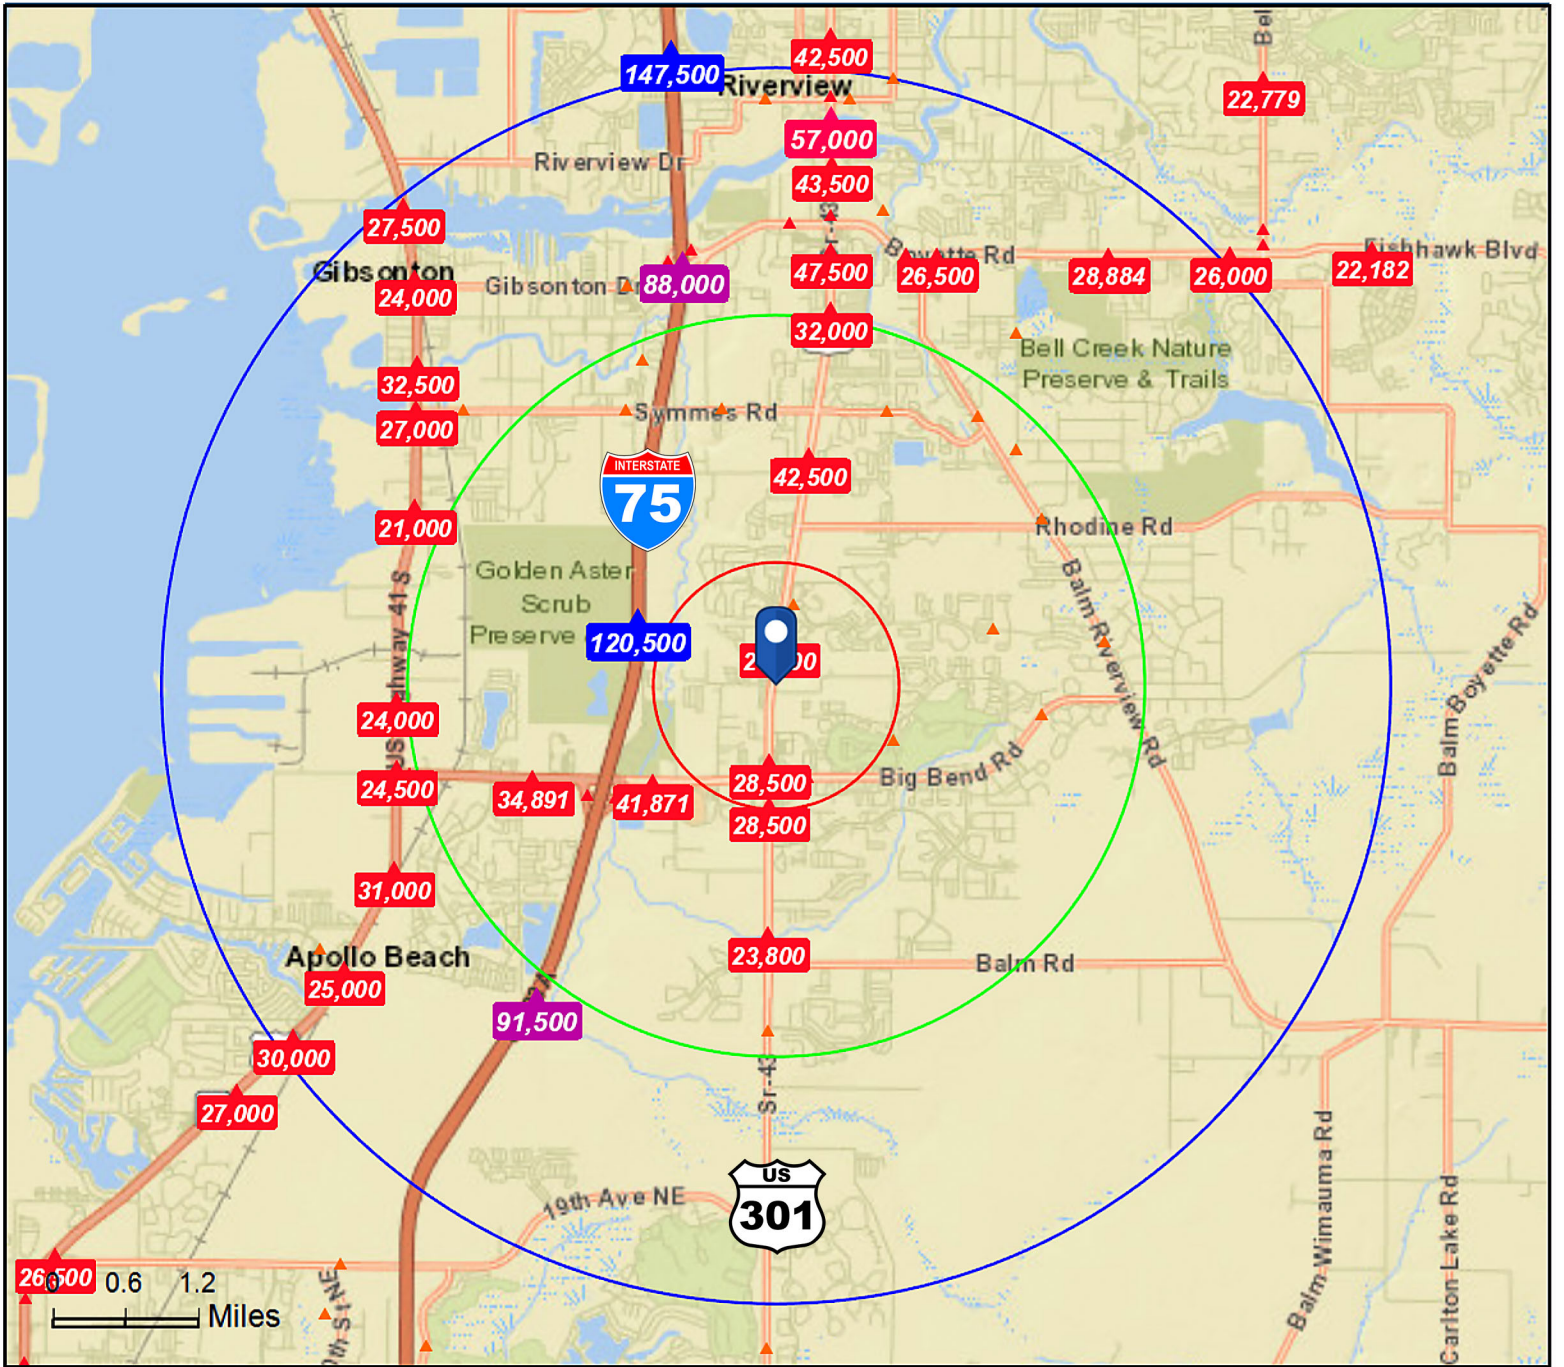 42,500
Bel
147,500
Riverview
22,779
57,000
Riverview Dr
43,500
27,500
Boyette Rd
Fishhawk Blvd
Gibsonton
24,000
Gibsonton Dr
88,000
47,500
26,500
28,884
26,000
22,182
32,000
Bell Creek Nature
Preserve & Trails
32,500
27,000
Symmes Rd
42,500
INTERSTATE
75
21,000
Rhodine Rd
Golden Aster
Scrub
Preserve
120,500
Balm Riverview Rd
Balm Boyette Rd
24,000
24,500
34,891
41,871
28,500
Big Bend Rd
28,500
31,000
Apollo Beach
25,000
23,800
Balm Rd
91,500
30,000
27,000
Sr-43
US
301
19th Ave NE
Balm-Wimauma Rd
Carlton Lake Rd
26,500
0 0.6 1.2
Miles